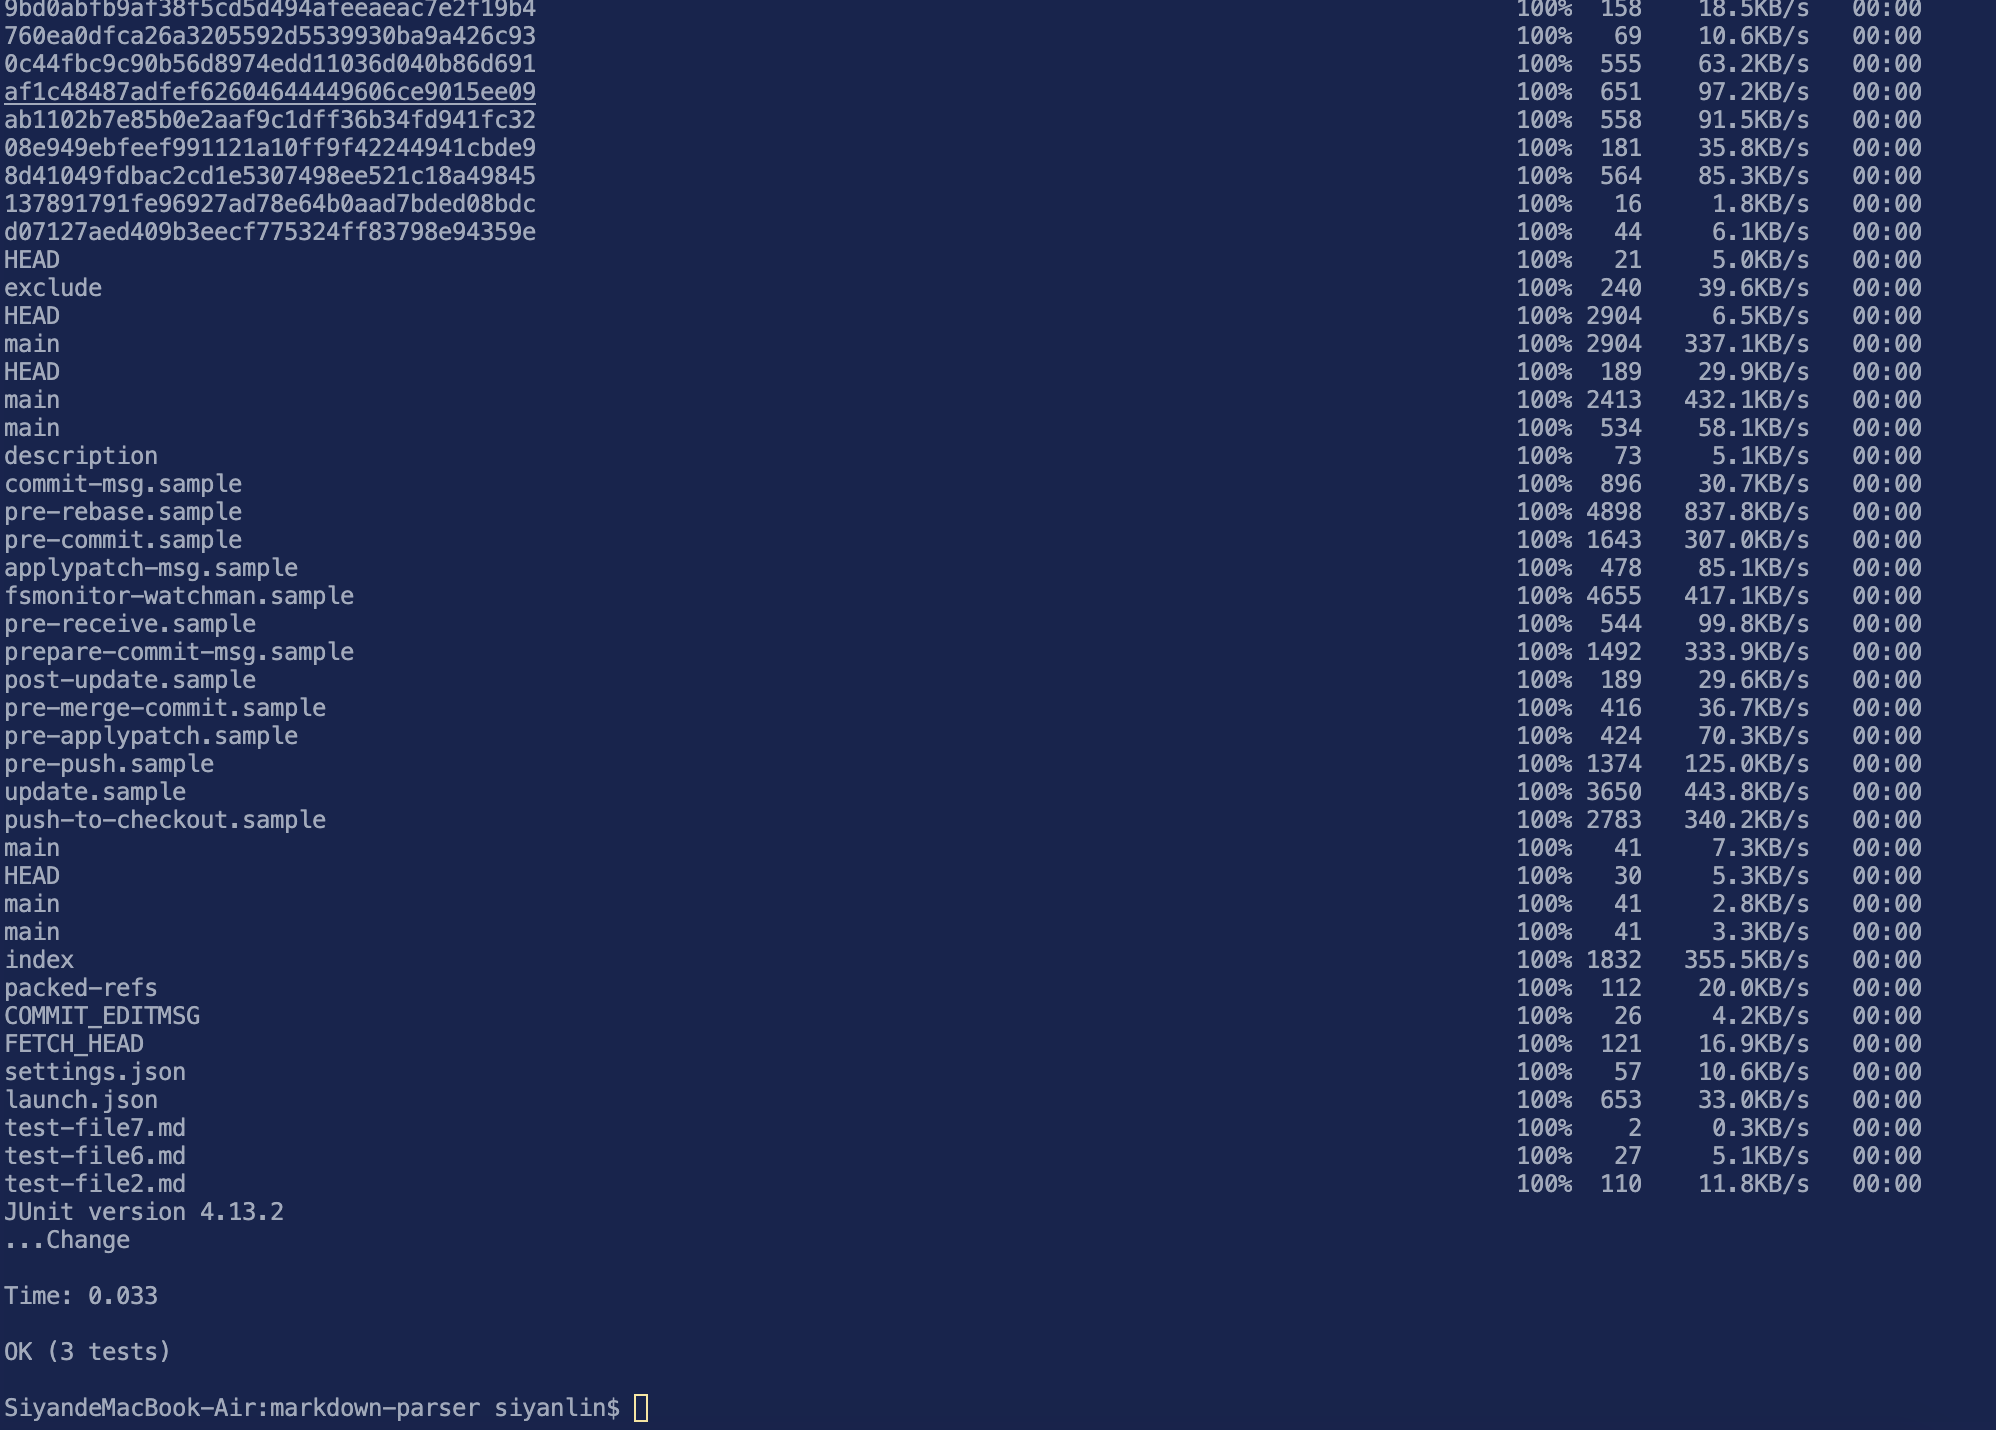 9bd0abfb9af38f5cd5d494afeeaeac7e2f19b4 100% 158 18.5KB/s 00:00
760ea0dfca26a3205592d5539930ba9a426c93 100% 69 10.6KB/s 00:00
0c44fbc9c90b56d8974edd11036d040b86d691 100% 555 63.2KB/s 00:00
af1c48487adfef62604644449606ce9015ee09 100% 651 97.2KB/s 00:00
ab1102b7e85b0e2aaf9c1dff36b34fd941fc32 100% 558 91.5KB/s 00:00
08e949ebfeef991121a10ff9f42244941cbde9 100% 181 35.8KB/s 00:00
8d41049fdbac2cd1e5307498ee521c18a49845 100% 564 85.3KB/s 00:00
137891791fe96927ad78e64b0aad7bded08bdc 100% 16 1.8KB/s 00:00
d07127aed409b3eecf775324ff83798e94359e 100% 44 6.1KB/s 00:00
HEAD 100% 21 5.0KB/s 00:00
exclude 100% 240 39.6KB/s 00:00
HEAD 100% 2904 6.5KB/s 00:00
main 100% 2904 337.1KB/s 00:00
HEAD 100% 189 29.9KB/s 00:00
main 100% 2413 432.1KB/s 00:00
main 100% 534 58.1KB/s 00:00
description 100% 73 5.1KB/s 00:00
commit-msg.sample 100% 896 30.7KB/s 00:00
pre-rebase.sample 100% 4898 837.8KB/s 00:00
pre-commit.sample 100% 1643 307.0KB/s 00:00
applypatch-msg.sample 100% 478 85.1KB/s 00:00
fsmonitor-watchman.sample 100% 4655 417.1KB/s 00:00
pre-receive.sample 100% 544 99.8KB/s 00:00
prepare-commit-msg.sample 100% 1492 333.9KB/s 00:00
post-update.sample 100% 189 29.6KB/s 00:00
pre-merge-commit.sample 100% 416 36.7KB/s 00:00
pre-applypatch.sample 100% 424 70.3KB/s 00:00
pre-push.sample 100% 1374 125.0KB/s 00:00
update.sample 100% 3650 443.8KB/s 00:00
push-to-checkout.sample 100% 2783 340.2KB/s 00:00
main 100% 41 7.3KB/s 00:00
HEAD 100% 30 5.3KB/s 00:00
main 100% 41 2.8KB/s 00:00
main 100% 41 3.3KB/s 00:00
index 100% 1832 355.5KB/s 00:00
packed-refs 100% 112 20.0KB/s 00:00
COMMIT_EDITMSG 100% 26 4.2KB/s 00:00
FETCH_HEAD 100% 121 16.9KB/s 00:00
settings.json 100% 57 10.6KB/s 00:00
launch.json 100% 653 33.0KB/s 00:00
test-file7.md 100% 2 0.3KB/s 00:00
test-file6.md 100% 27 5.1KB/s 00:00
test-file2.md 100% 110 11.8KB/s 00:00
JUnit version 4.13.2
...Change
Time: 0.033
OK (3 tests)
SiyandeMacBook-Air:markdown-parser siyanlin$